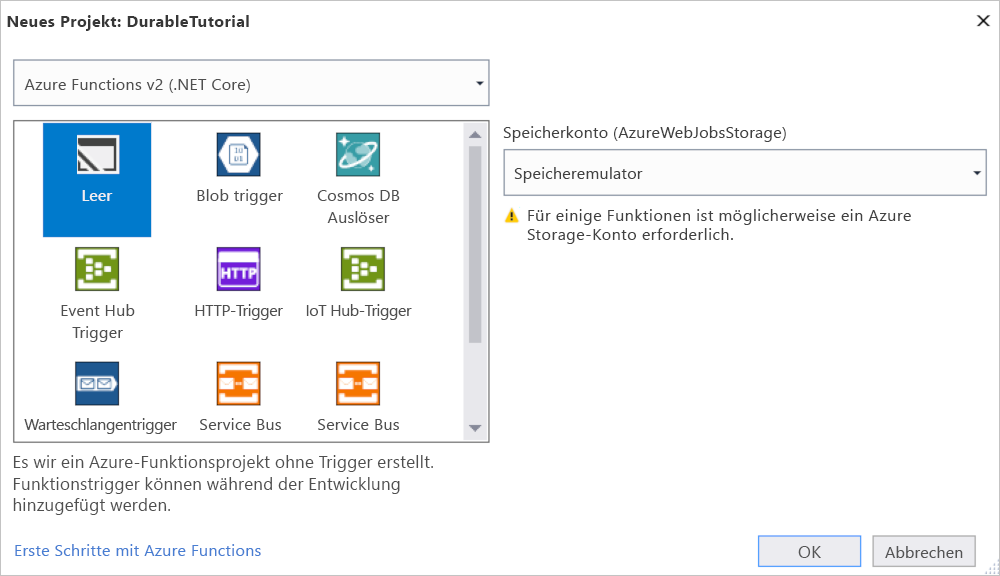 Neues Projekt: DurableTutorial
Azure Functions v2 (.NET Core)
Leer
Blob trigger
Cosmos DB
Auslöser
Event Hub
Trigger
HTTP-Trigger
IoT Hub-Trigger
Warteschlangentrigger
Service Bus
Service Bus
Speicherkonto (AzureWebJobsStorage)
Speicheremulator
Für einige Funktionen ist möglicherweise ein Azure
Storage-Konto erforderlich.
Es wir ein Azure-Funktionsprojekt ohne Trigger erstellt.
Funktionstrigger können während der Entwicklung
hinzugefügt werden.
Erste Schritte mit Azure Functions
OK
Abbrechen